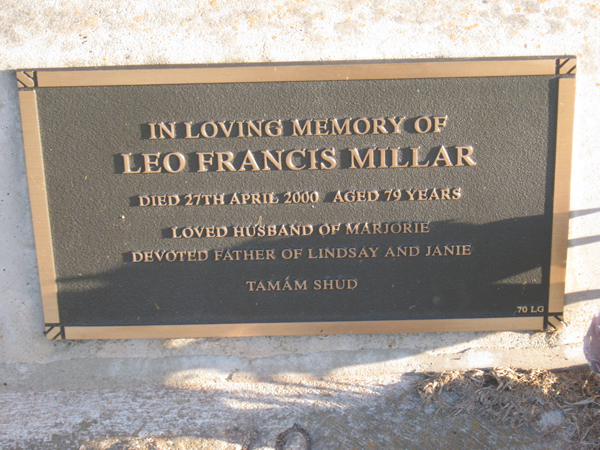 IN LOVING MEMORY OF
LEO FRANCIS MILLAR
DIED 27TH APRIL 2000 AGED 79 YEARS
LOVED HUSBAND OF MARJORIE
DEVOTED FATHER OF LINDSAY AND JANIE
TAMÁM SHUD
70 LG